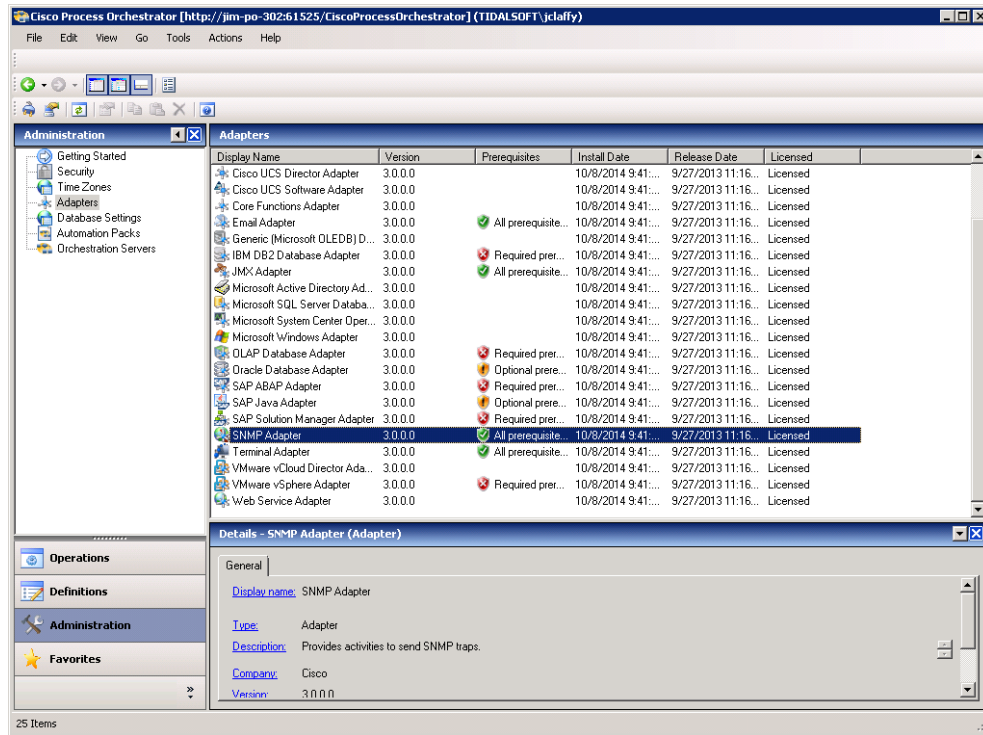 Cisco Process Orchestrator [http://jim-po-302:61525/CiscoProcessOrchestrator] (TIDALSOFT\jclaffy)
File Edit View Go Tools Actions Help
Administration
Getting Started
Security
Time Zones
Adapters
Database Settings
Automation Packs
Orchestration Servers
Operations
Definitions
Administration
Favorites
Adapters
Display Name Version Prerequisites Install Date Release Date Licensed
Cisco UCS Director Adapter 3.0.0.0 10/8/2014 9:41:... 9/27/2013 11:16... Licensed
Cisco UCS Software Adapter 3.0.0.0 10/8/2014 9:41:... 9/27/2013 11:16... Licensed
Core Functions Adapter 3.0.0.0 10/8/2014 9:41:... 9/27/2013 11:16... Licensed
Email Adapter 3.0.0.0 All prerequisite... 10/8/2014 9:41:... 9/27/2013 11:16... Licensed
Generic (Microsoft OLEDB) D... 3.0.0.0 10/8/2014 9:41:... 9/27/2013 11:16... Licensed
IBM DB2 Database Adapter 3.0.0.0 Required prer... 10/8/2014 9:41:... 9/27/2013 11:16... Licensed
JMX Adapter 3.0.0.0 All prerequisite... 10/8/2014 9:41:... 9/27/2013 11:16... Licensed
Microsoft Active Directory Ad... 3.0.0.0 10/8/2014 9:41:... 9/27/2013 11:16... Licensed
Microsoft SQL Server Databa... 3.0.0.0 10/8/2014 9:41:... 9/27/2013 11:16... Licensed
Microsoft System Center Oper... 3.0.0.0 10/8/2014 9:41:... 9/27/2013 11:16... Licensed
Microsoft Windows Adapter 3.0.0.0 10/8/2014 9:41:... 9/27/2013 11:16... Licensed
OLAP Database Adapter 3.0.0.0 Required prer... 10/8/2014 9:41:... 9/27/2013 11:16... Licensed
Oracle Database Adapter 3.0.0.0 Optional prere... 10/8/2014 9:41:... 9/27/2013 11:16... Licensed
SAP ABAP Adapter 3.0.0.0 Required prer... 10/8/2014 9:41:... 9/27/2013 11:16... Licensed
SAP Java Adapter 3.0.0.0 Optional prere... 10/8/2014 9:41:... 9/27/2013 11:16... Licensed
SAP Solution Manager Adapter 3.0.0.0 Required prer... 10/8/2014 9:41:... 9/27/2013 11:16... Licensed
SNMP Adapter 3.0.0.0 All prerequisite... 10/8/2014 9:41:... 9/27/2013 11:16... Licensed
Terminal Adapter 3.0.0.0 All prerequisite... 10/8/2014 9:41:... 9/27/2013 11:16... Licensed
VMware vCloud Director Ada... 3.0.0.0 10/8/2014 9:41:... 9/27/2013 11:16... Licensed
VMware vSphere Adapter 3.0.0.0 Required prer... 10/8/2014 9:41:... 9/27/2013 11:16... Licensed
Web Service Adapter 3.0.0.0 10/8/2014 9:41:... 9/27/2013 11:16... Licensed
Details - SNMP Adapter (Adapter)
General
Display name: SNMP Adapter
Type: Adapter
Description: Provides activities to send SNMP traps.
Company: Cisco
Version: 3.0.0.0
25 Items